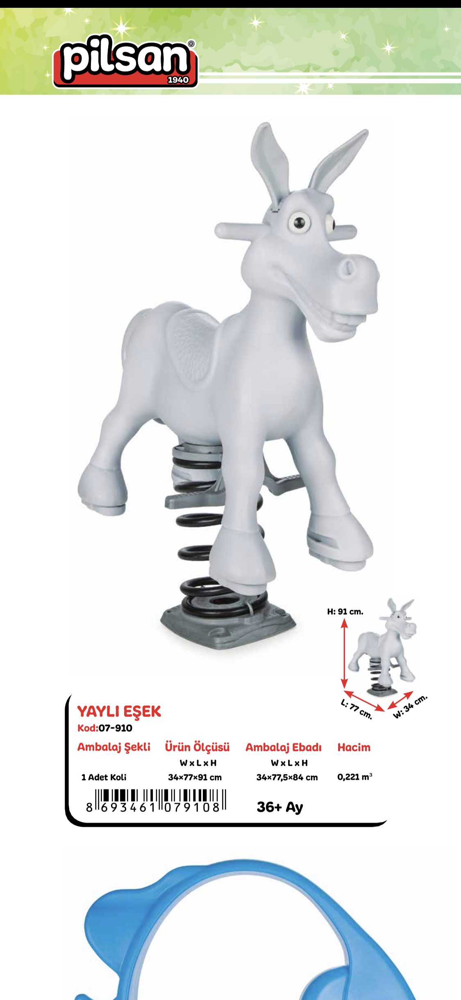 pilsan®
1940
H: 91 cm.
L: 77 cm.
W: 34 cm.
YAYLI EŞEK
Kod:07-910
Ambalaj Şekli Ürün Ölçüsü Ambalaj Ebadı Hacim
W x L x H W x L x H
1 Adet Koli 34x77x91 cm 34x77,5x84 cm 0,221 m³
8 693461 079108
36+ Ay